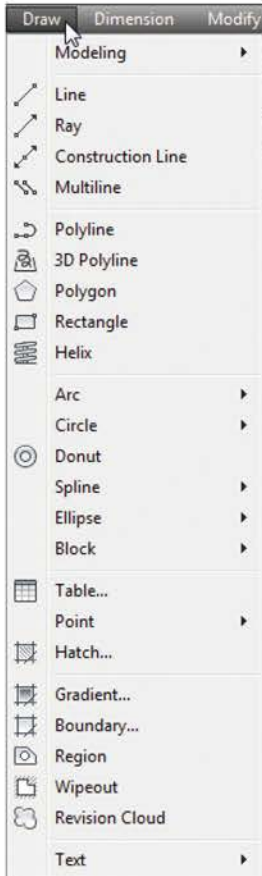 Draw Dimension Modify
Modeling
Line
Ray
Construction Line
Multiline
Polyline
3D Polyline
Polygon
Rectangle
Helix
Arc
Circle
Donut
Spline
Ellipse
Block
Table...
Point
Hatch...
Gradient...
Boundary...
Region
Wipeout
Revision Cloud
Text